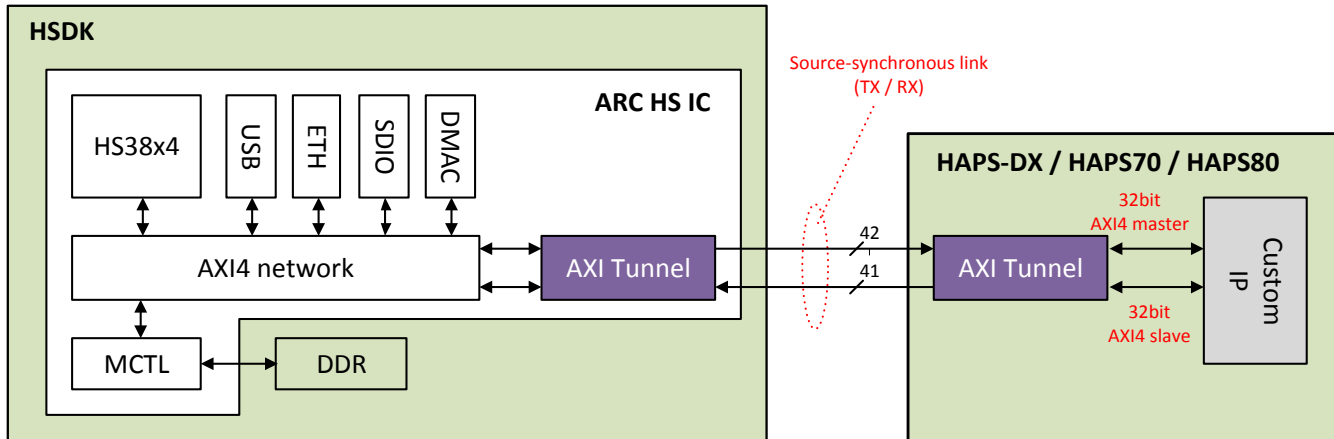 HSDK
ARC HS IC
HS38x4
USB
ETH
SDIO
DMAC
AXI4 network
AXI Tunnel
MCTL
DDR
Source-synchronous link
(TX / RX)
42
41
HAPS-DX / HAPS70 / HAPS80
AXI Tunnel
32bit
AXI4 master
32bit
AXI4 slave
Custom
IP